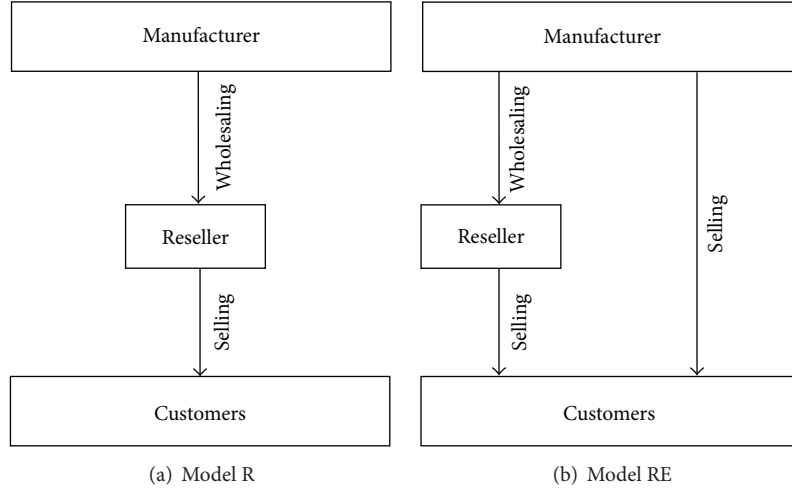 Manufacturer
Wholesaling
Reseller
Selling
Customers
(a) Model R
Manufacturer
Wholesaling
Reseller
Selling
Selling
Customers
(b) Model RE